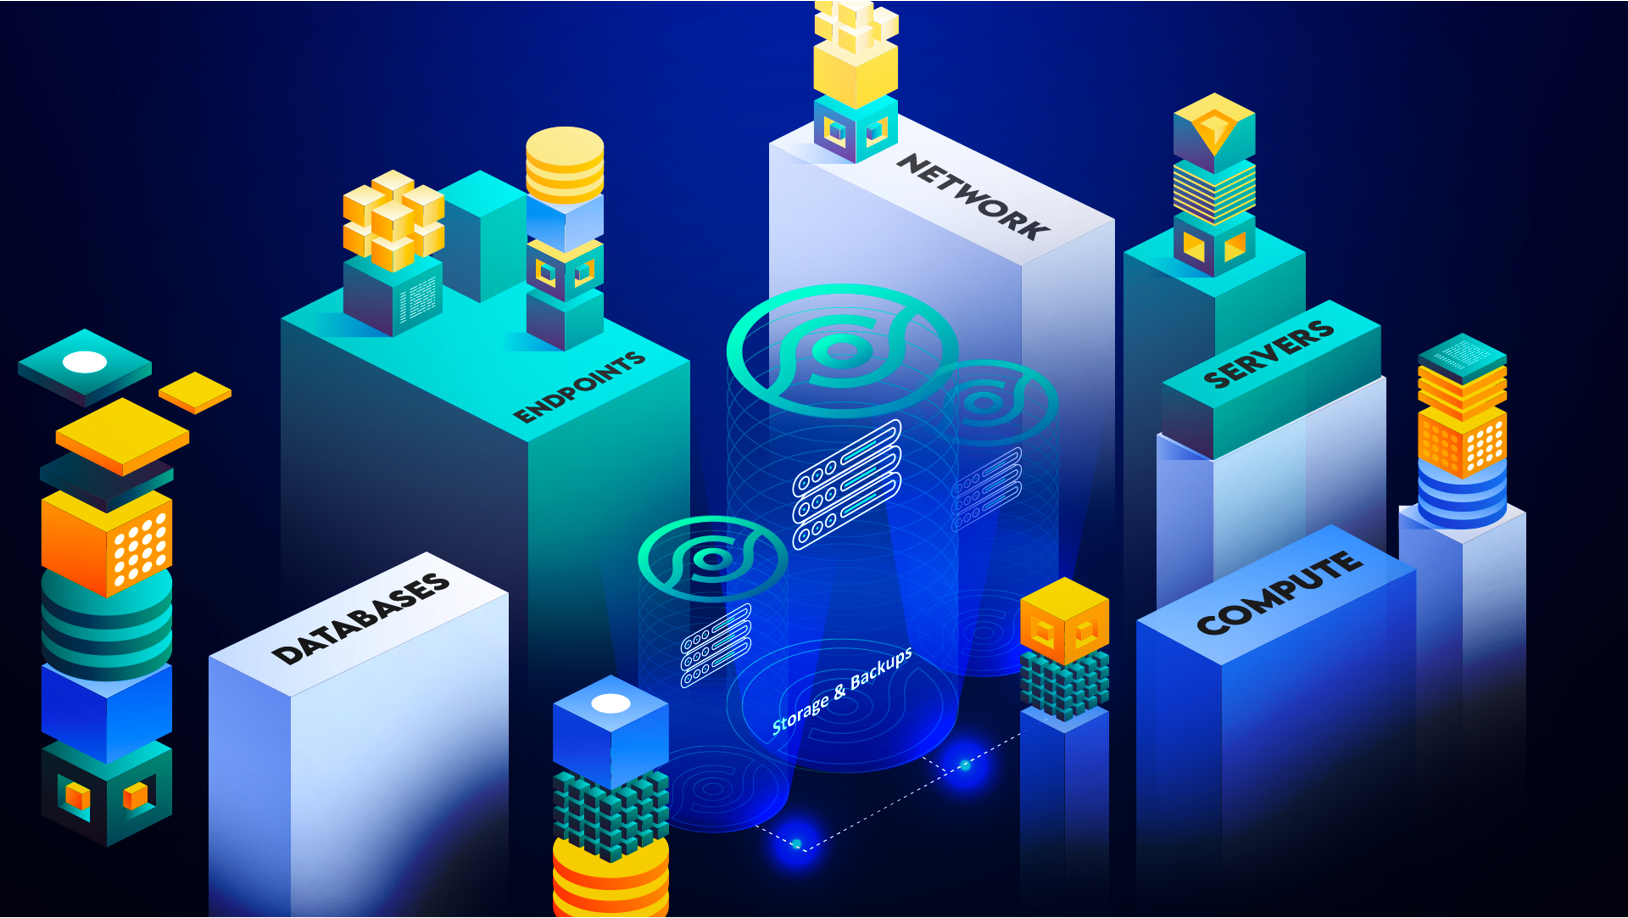 NETWORK
ENDPOINTS
SERVERS
DATABASES
COMPUTE
Storage & Backups